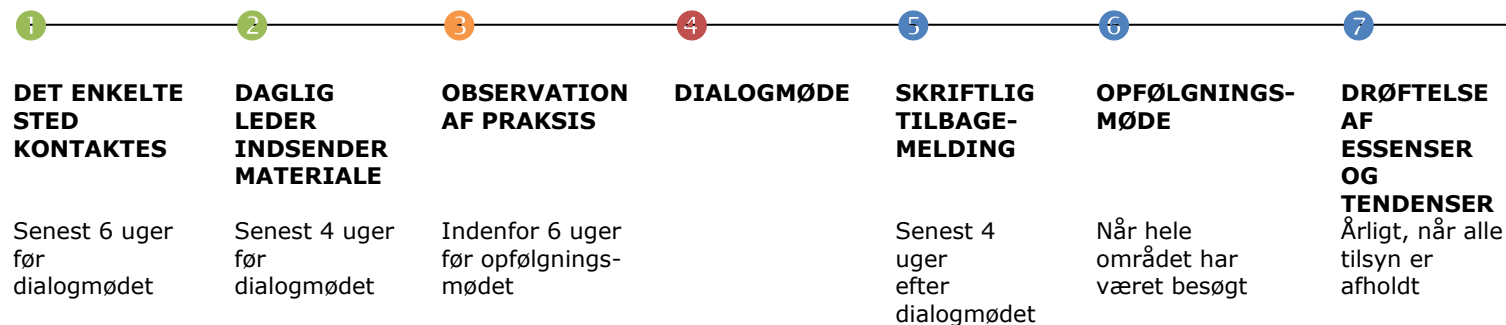 1 2 3 4 5 6 7
DET ENKELTE
STED
KONTAKTES
Senest 6 uger
før
dialogmødet
DAGLIG
LEDER
INDSENDER
MATERIALE
Senest 4 uger
før
dialogmødet
OBSERVATION
AF PRAKSIS
Indenfor 6 uger
før opfølgnings-
mødet
DIALOGMØDE
SKRIFTLIG
TILBAGE-
MELDING
Senest 4
uger
efter
dialogmødet
OPFØLGNINGS-
MØDE
Når hele
området har
været besøgt
DRØFTELSE
AF
ESSENSER
OG
TENDENSER
Årligt, når alle
tilsyn er
afholdt